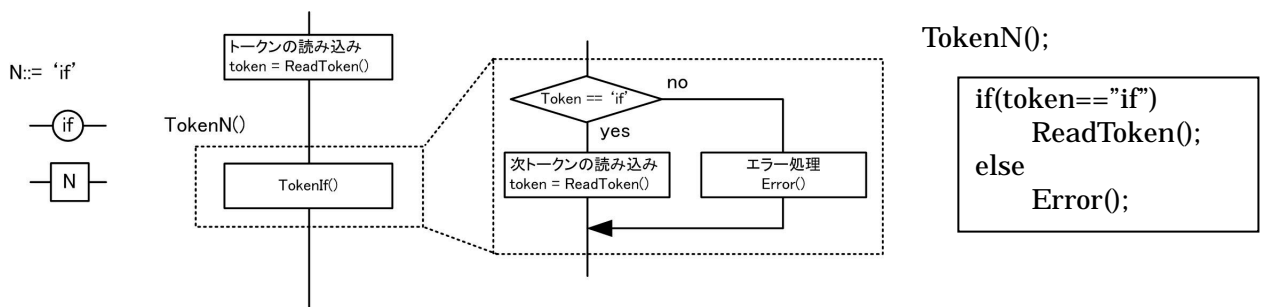 N::= ‘if’
if
N
トークンの読み込み
token = ReadToken()
TokenN()
TokenIf()
Token == ‘if’
no
yes
次トークンの読み込み
token = ReadToken()
エラー処理
Error()
TokenN();
if(token==”if”)
ReadToken();
else
Error();